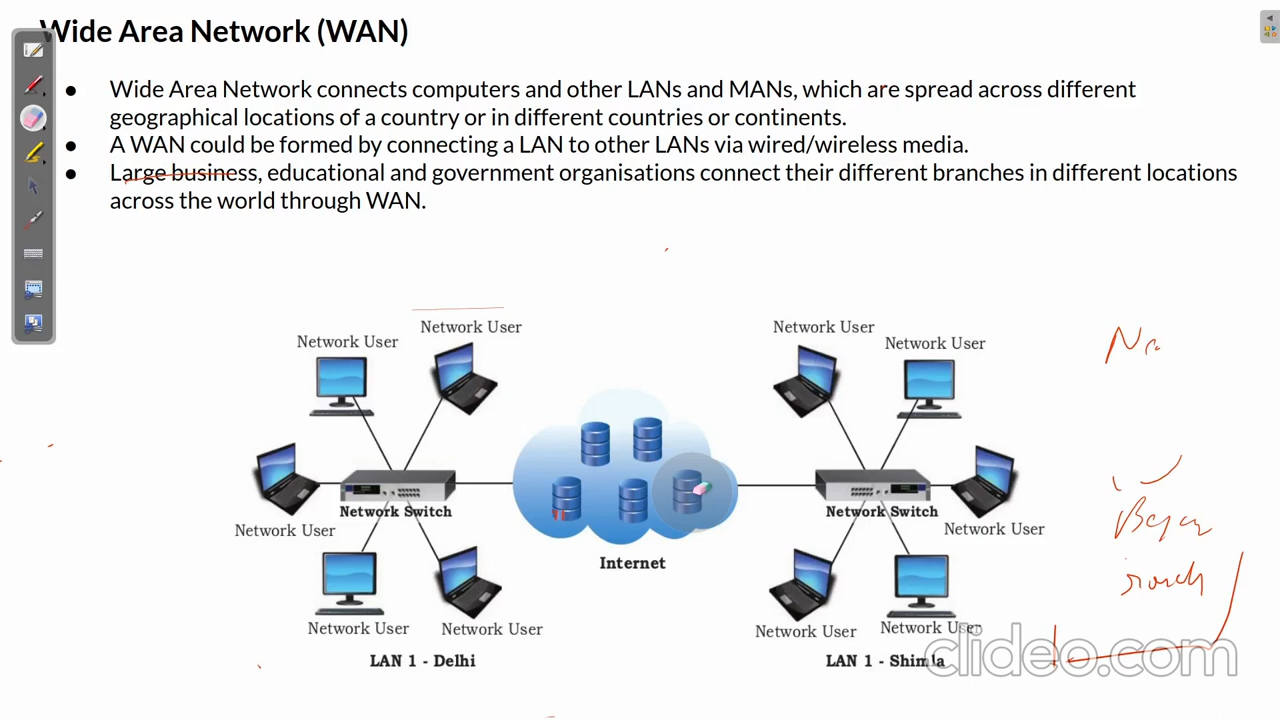 Wide Area Network (WAN)
● Wide Area Network connects computers and other LANs and MANs, which are spread across different
geographical locations of a country or in different countries or continents.
● A WAN could be formed by connecting a LAN to other LANs via wired/wireless media.
● Large business, educational and government organisations connect their different branches in different locations
across the world through WAN.
Network User
Network User
Network User
Network User
Network User
Network User
Network Switch
Network Switch
Network User
Network User
Internet
Network User
Network User
Network User
Network User
LAN 1 - Delhi
LAN 1 - Shimla
clideo.com